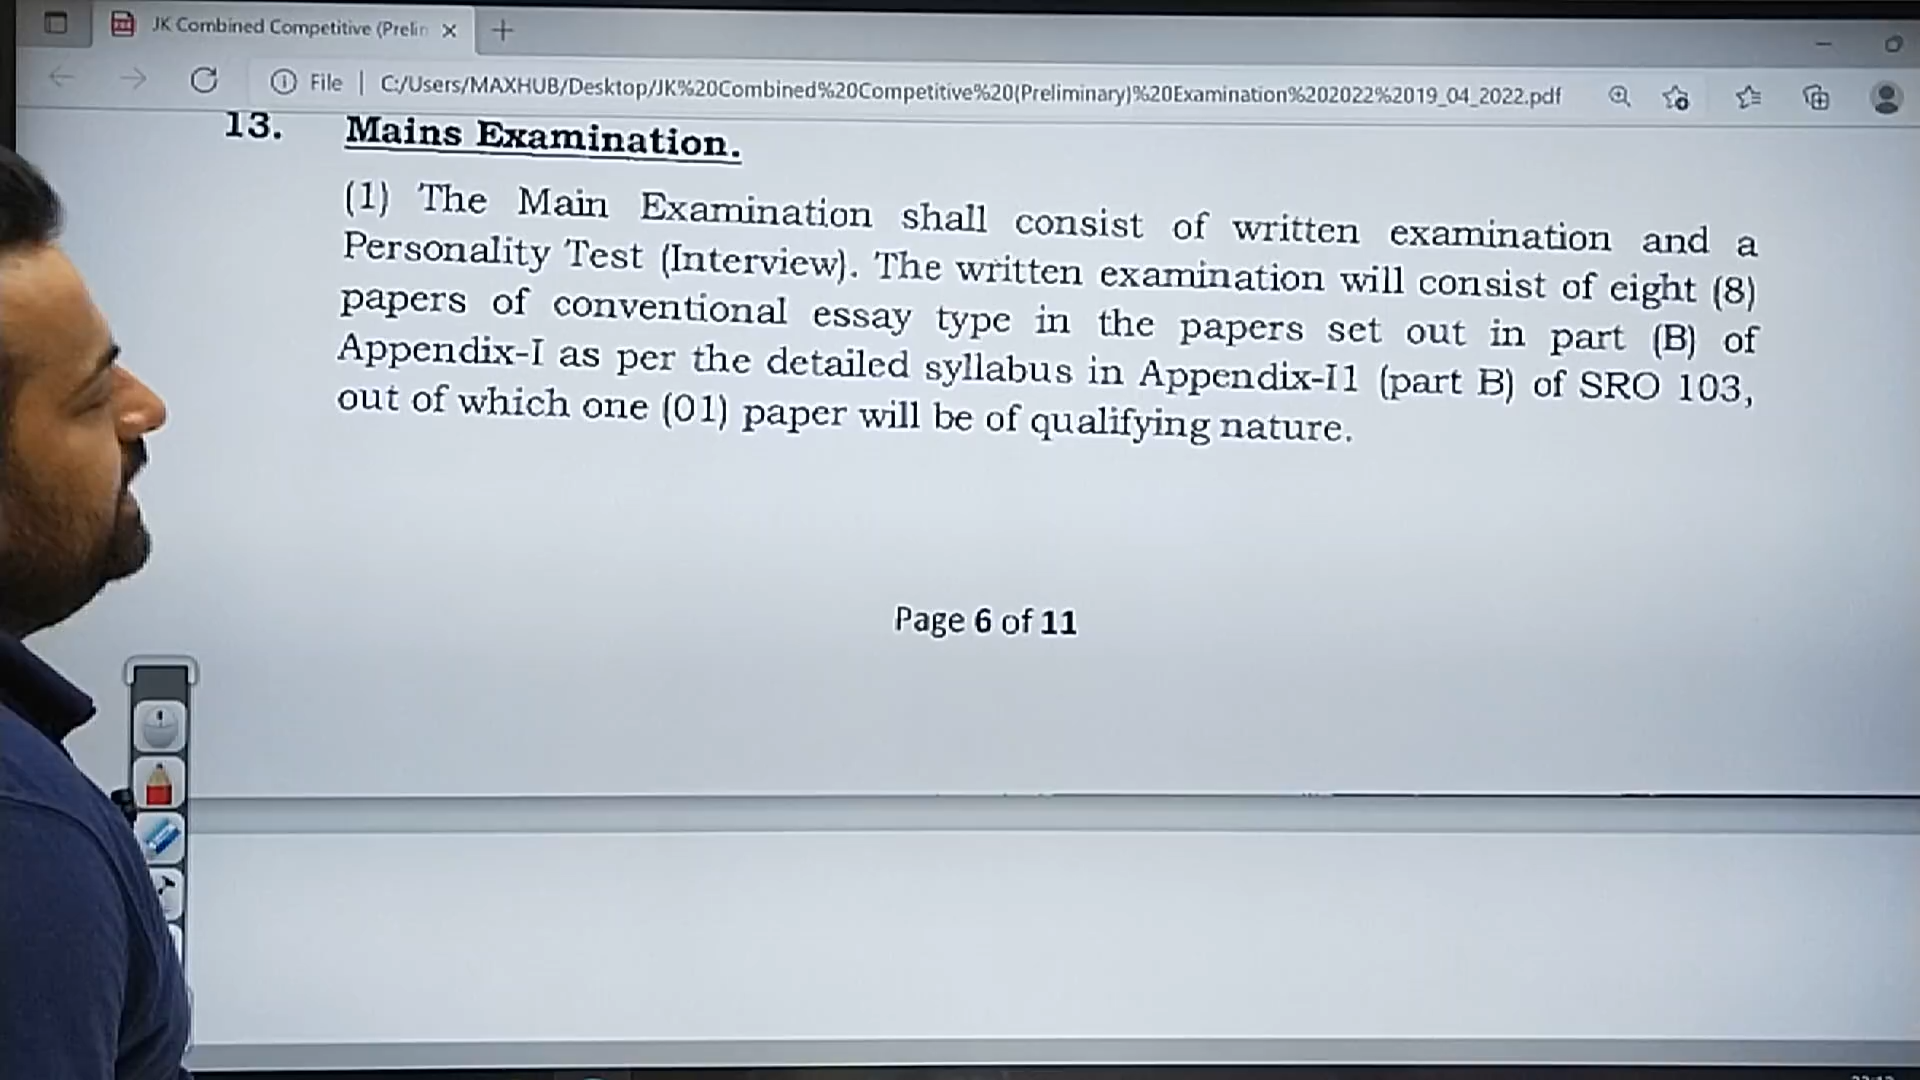 JK Combined Competitive (Prelin
File | C:/Users/MAXHUB/Desktop/JK%20Combined%20Competitive%20(Preliminary)%20Examination%202022%2019_04_2022.pdf
13. Mains Examination.
(1) The Main Examination shall consist of written examination and a
Personality Test (Interview). The written examination will consist of eight (8)
papers of conventional essay type in the papers set out in part (B) of
Appendix-I as per the detailed syllabus in Appendix-I1 (part B) of SRO 103,
out of which one (01) paper will be of qualifying nature.
Page 6 of 11